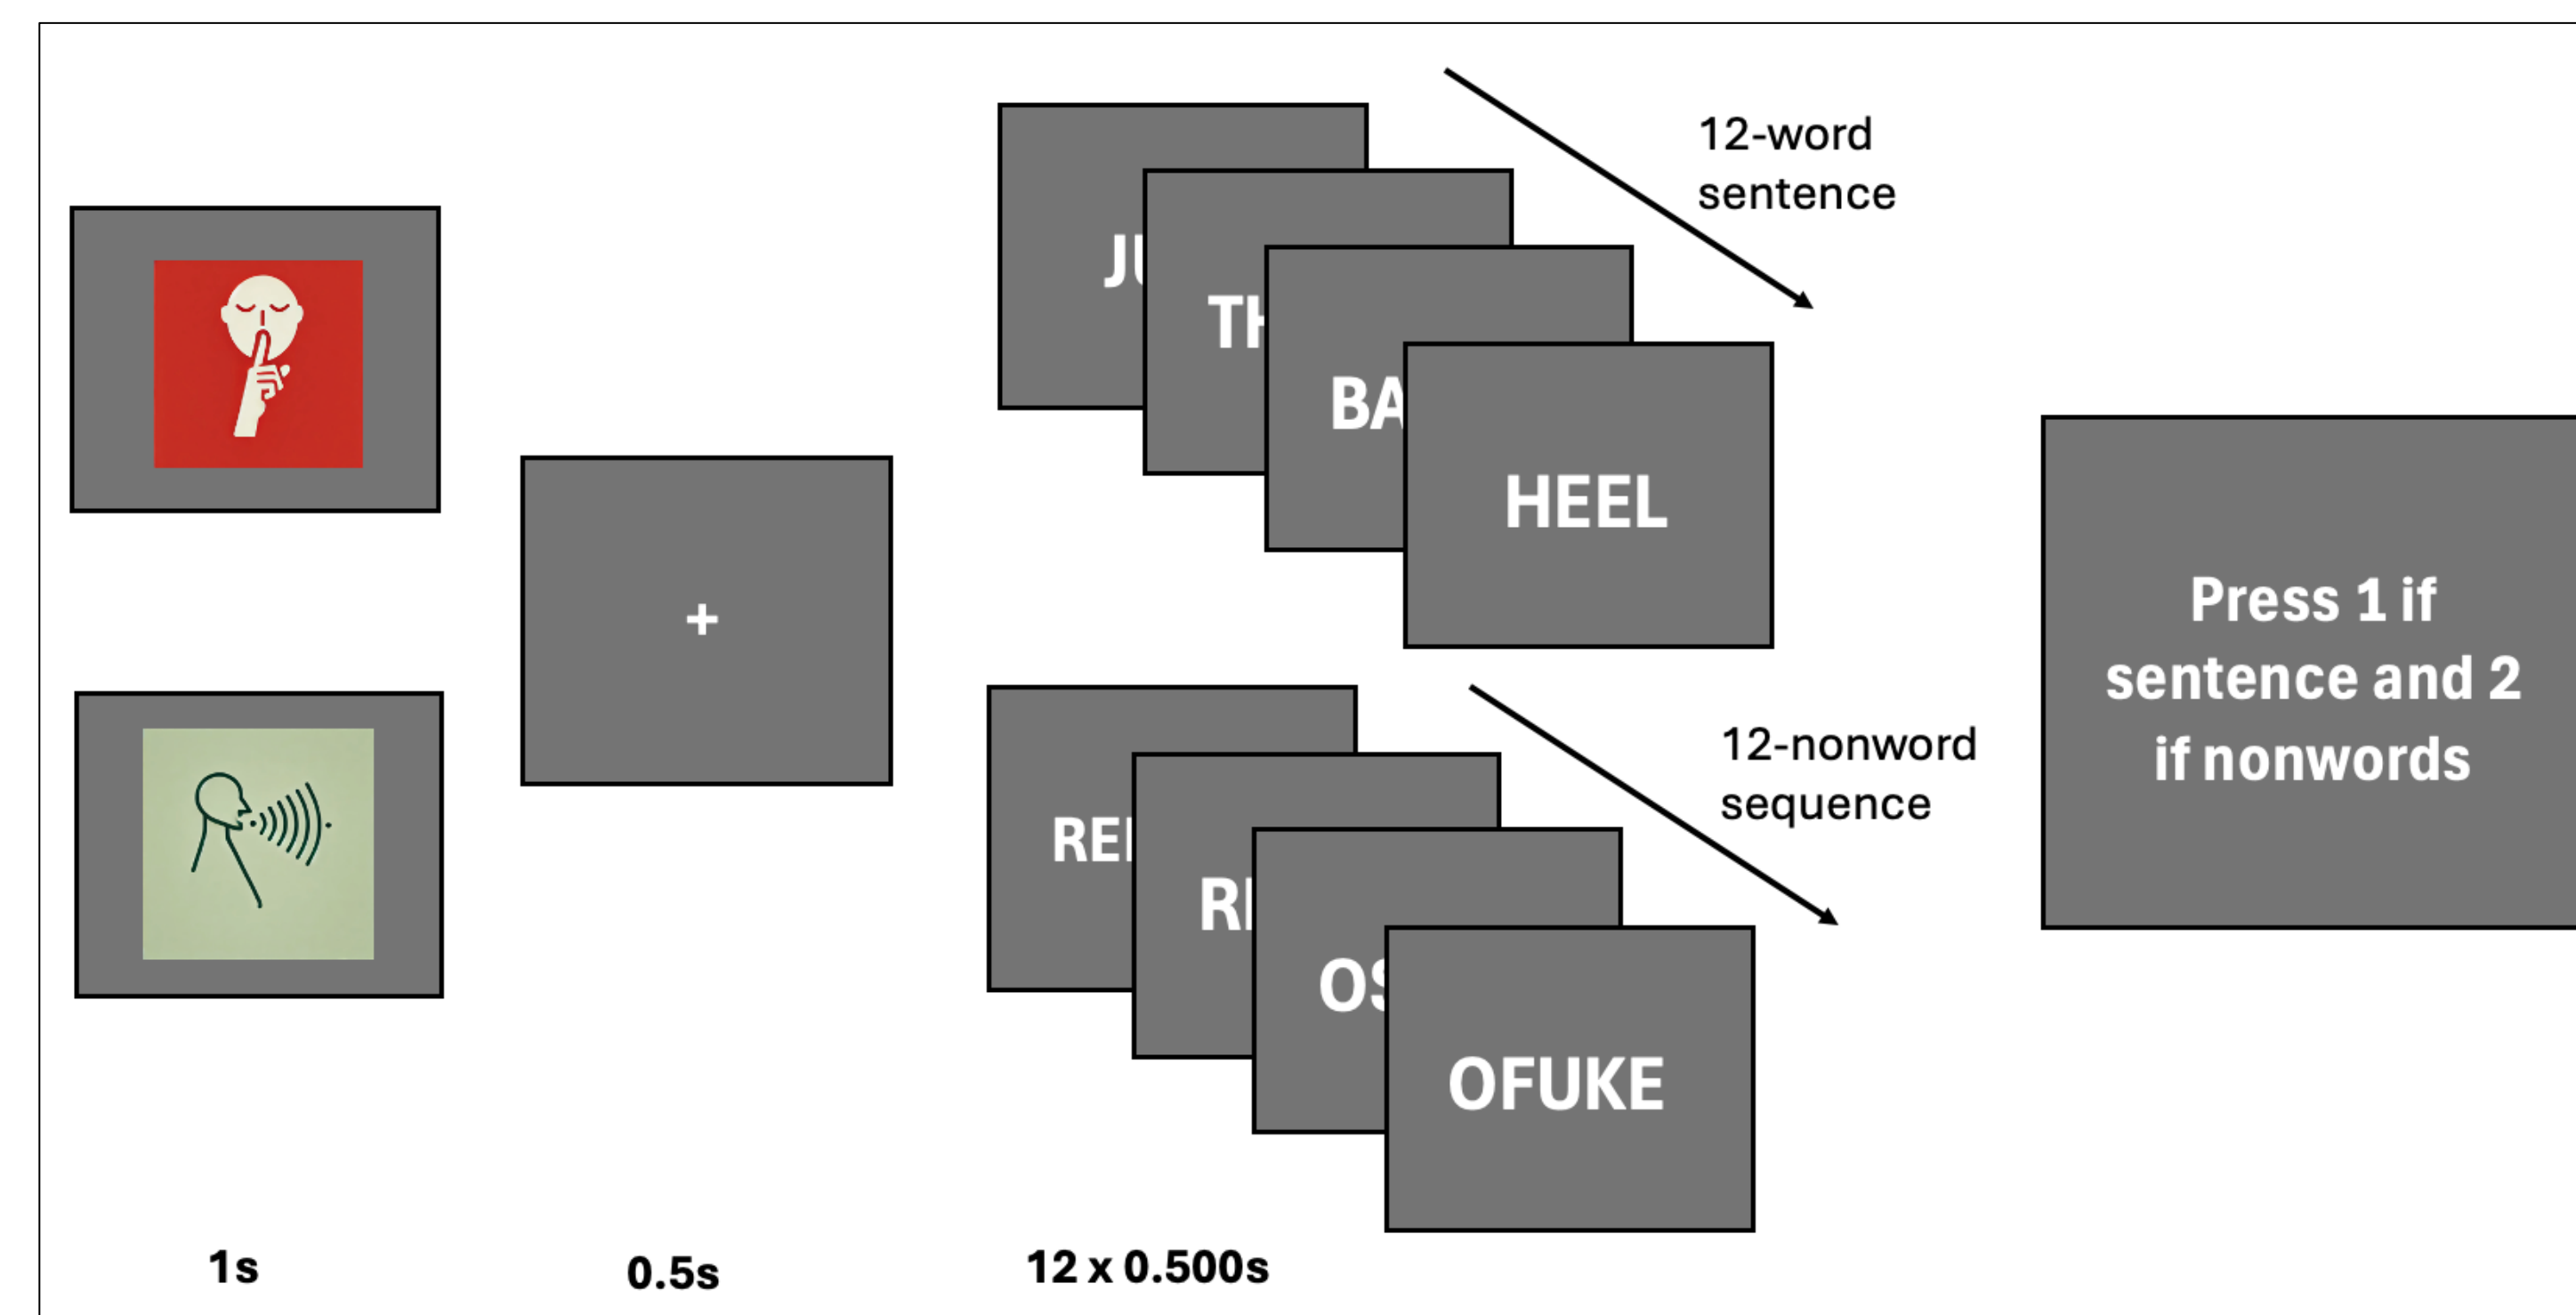 12-word
sentence
HEEL
+
12-nonword
sequence
OFUKE
Press 1 if
sentence and 2
if nonwords
1s
0.5s
12 x 0.500s